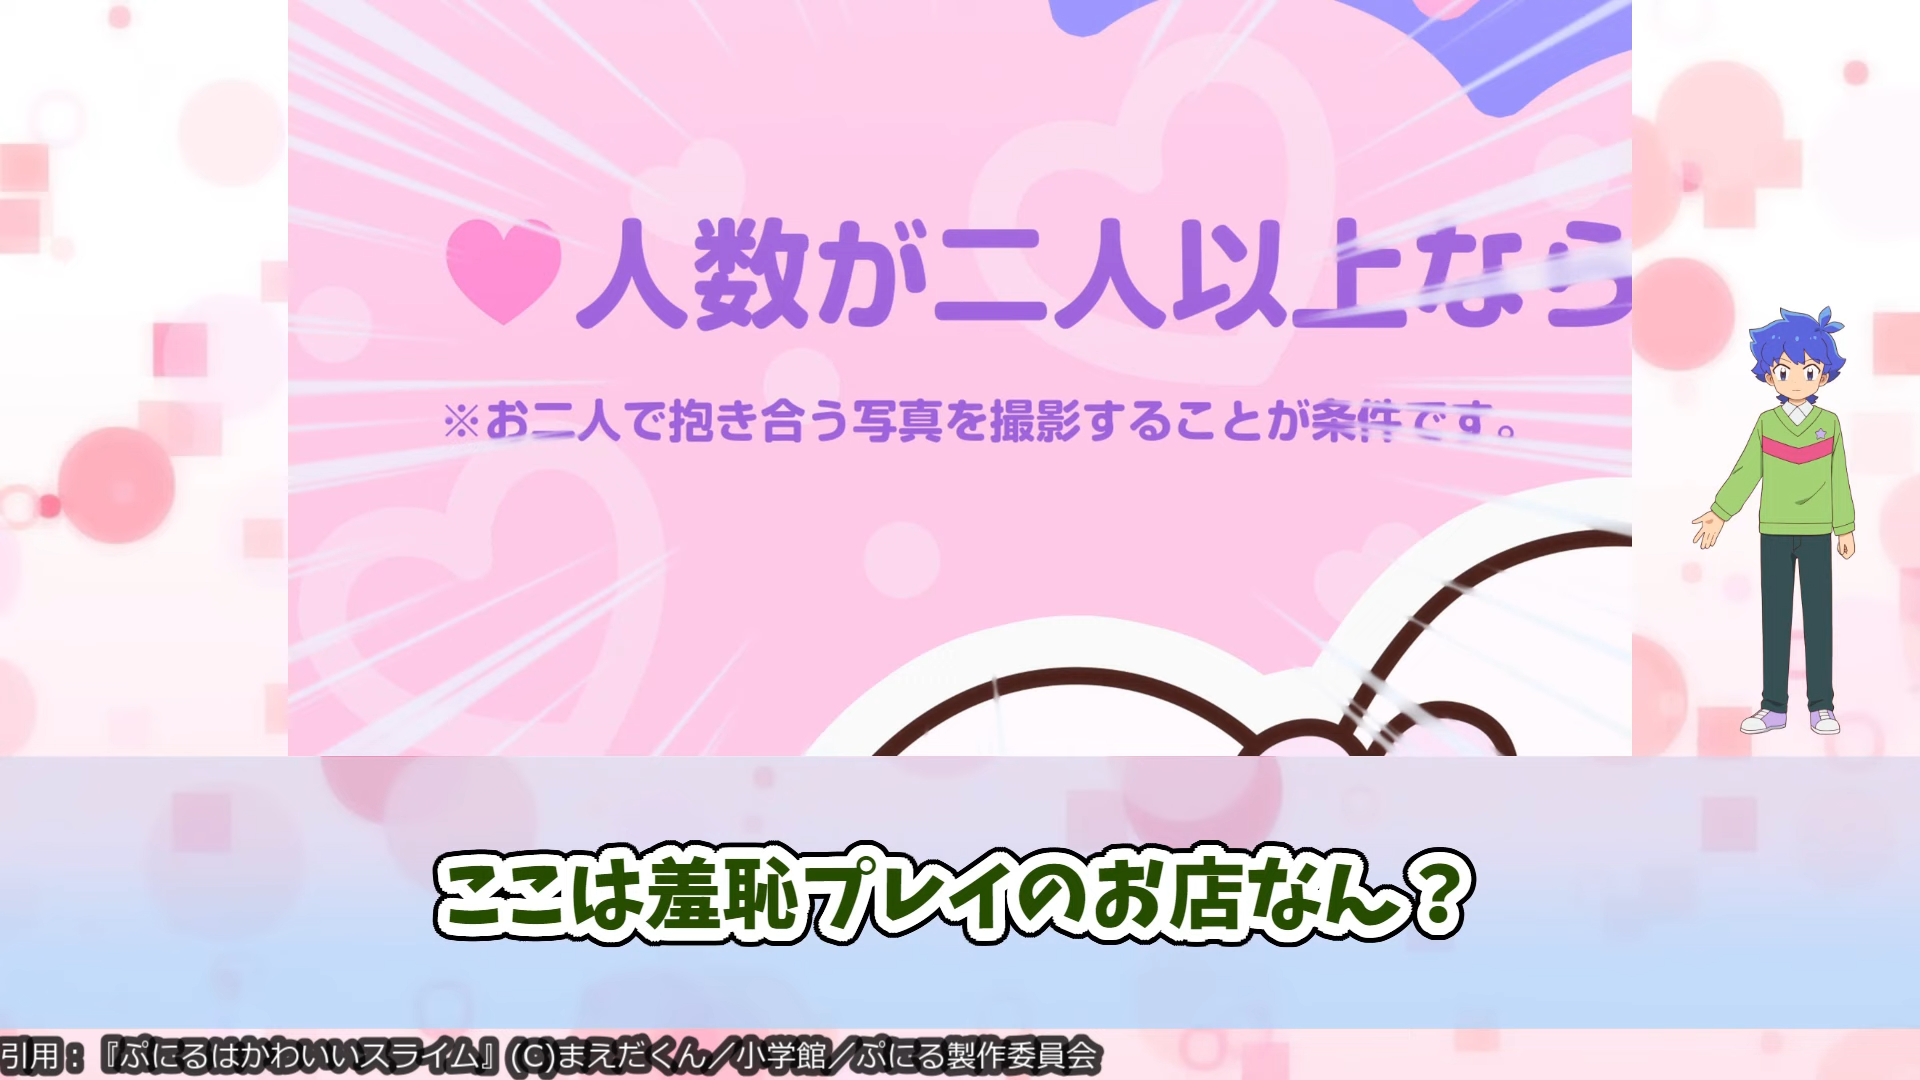 人数が二人以上なら
※お二人で抱き合う写真を撮影することが条件です。
ここは羞恥プレイのお店なん？
引用：『ぷにるはかわいいスライム』(C)まえだくん／小学館／ぷにる製作委員会